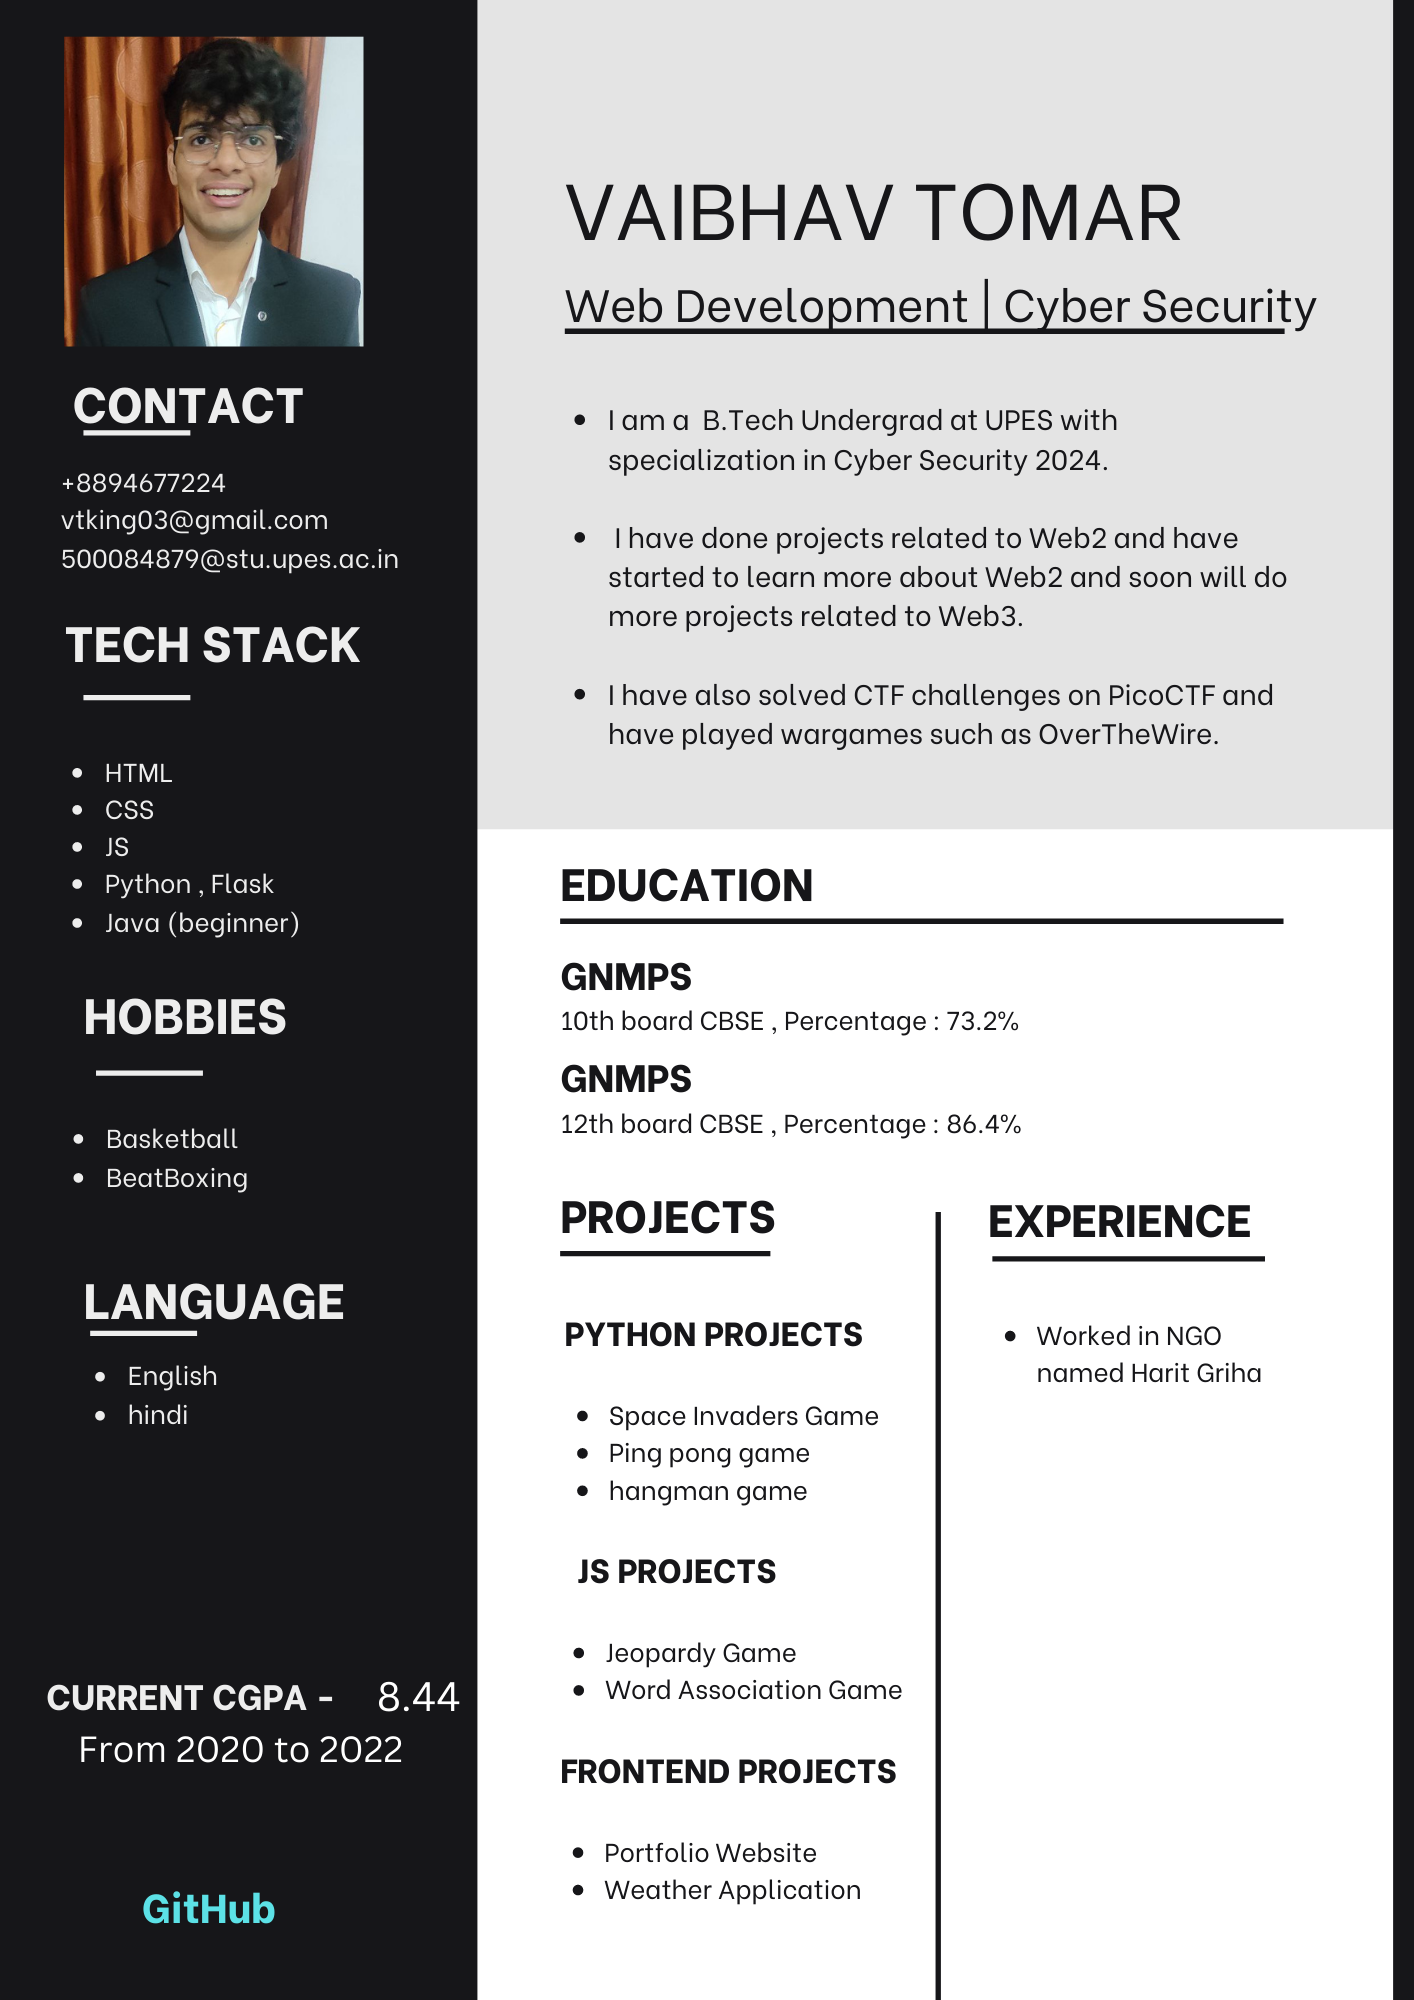 CONTACT
+8894677224
vtking03@gmail.com
500084879@stu.upes.ac.in
TECH STACK
HTML
CSS
JS
Python , Flask
Java (beginner)
HOBBIES
Basketball
BeatBoxing
LANGUAGE
English
hindi
CURRENT CGPA - 8.44
From 2020 to 2022
GitHub
VAIBHAV TOMAR
Web Development | Cyber Security
I am a B.Tech Undergrad at UPES with
specialization in Cyber Security 2024.
I have done projects related to Web2 and have
started to learn more about Web2 and soon will do
more projects related to Web3.
I have also solved CTF challenges on PicoCTF and
have played wargames such as OverTheWire.
EDUCATION
GNMPS
10th board CBSE , Percentage : 73.2%
GNMPS
12th board CBSE , Percentage : 86.4%
PROJECTS
PYTHON PROJECTS
Space Invaders Game
Ping pong game
hangman game
JS PROJECTS
Jeopardy Game
Word Association Game
FRONTEND PROJECTS
Portfolio Website
Weather Application
EXPERIENCE
Worked in NGO
named Harit Griha